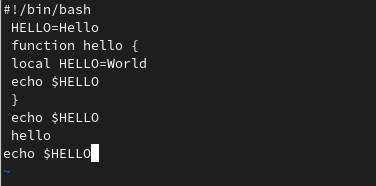 #!/bin/bash
HELLO=Hello
function hello {
local HELLO=World
echo $HELLO
}
echo $HELLO
hello
echo $HELLO
~